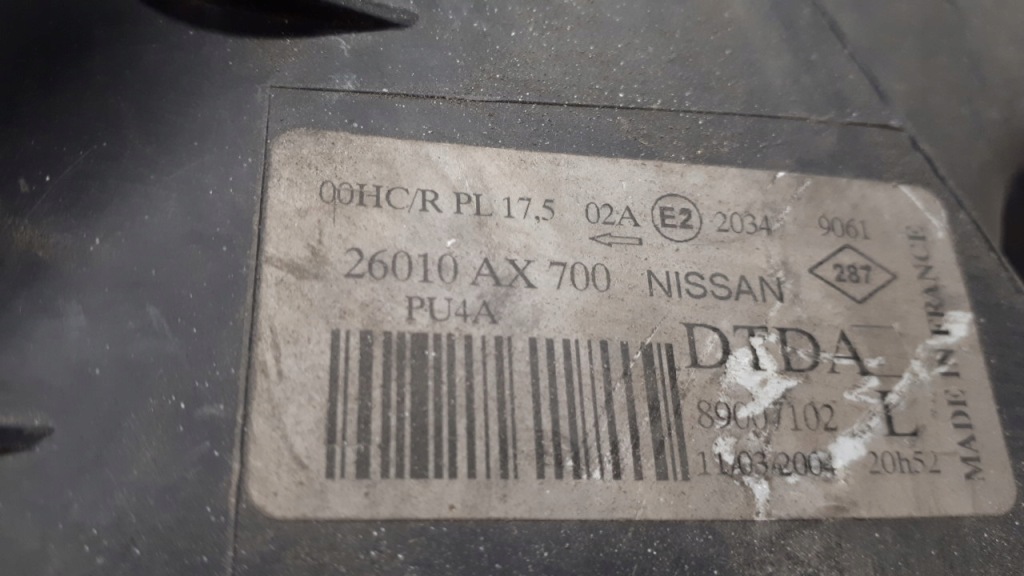 00HC/R PL 17,5 02A E2 2034 9061
26010 AX 700 NISSAN 287
PU4A
DTDA
89007102 L
11/03/2004 20h52
MADE IN FRANCE